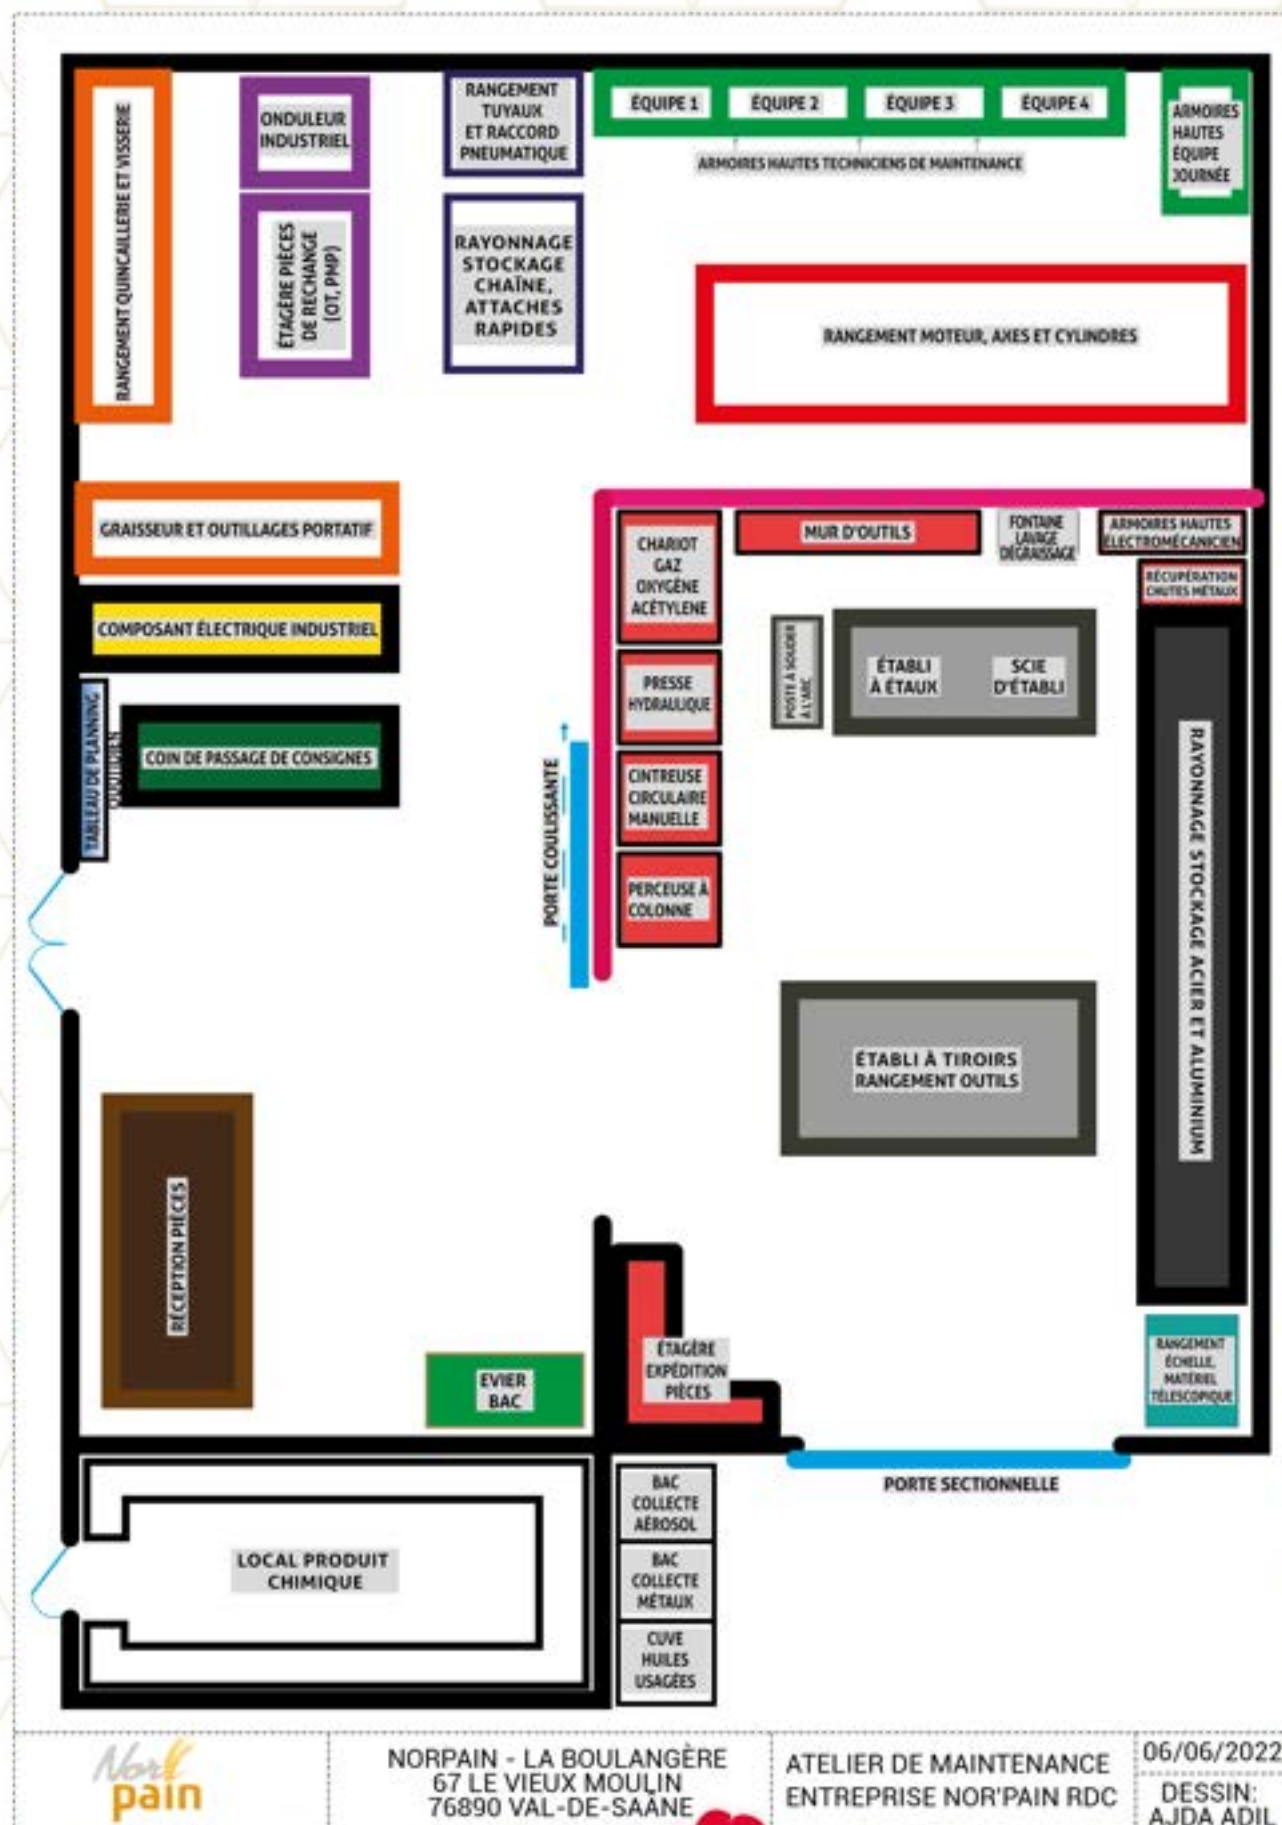 RANGEMENT QUINCAILLERIE ET VISSERIE
ONDULEUR
INDUSTRIEL
ÉTAGÈRE PIÈCES
DE RECHANGE
(OT, PMP)
RANGEMENT
TUYAUX
ET RACCORD
PNEUMATIQUE
RAYONNAGE
STOCKAGE
CHAÎNE,
ATTACHES
RAPIDES
ÉQUIPE 1
ÉQUIPE 2
ÉQUIPE 3
ÉQUIPE 4
ARMOIRES HAUTES TECHNICIENS DE MAINTENANCE
ARMOIRES
HAUTES
ÉQUIPE
JOURNÉE
RANGEMENT MOTEUR, AXES ET CYLINDRES
GRAISSEUR ET OUTILLAGES PORTATIF
COMPOSANT ÉLECTRIQUE INDUSTRIEL
TABLEAU DE PLANNING
QUOTIDIEN
COIN DE PASSAGE DE CONSIGNES
PORTE COULISSANTE
CHARIOT
GAZ
OXYGÈNE
ACÉTYLENE
PRESSE
HYDRAULIQUE
CINTREUSE
CIRCULAIRE
MANUELLE
PERCEUSE À
COLONNE
MUR D'OUTILS
FONTAINE
LAVAGE
DÉGRAISSAGE
ARMOIRES HAUTES
ÉLECTROMÉCANICIEN
RÉCUPÉRATION
CHUTES MÉTAUX
POSTE À SOUDER
À L'ARC
ÉTABLI
À ÉTAUX
SCIE
D'ÉTABLI
RAYONNAGE STOCKAGE ACIER ET ALUMINIUM
ÉTABLI À TIROIRS
RANGEMENT OUTILS
RÉCEPTION PIÈCES
EVIER
BAC
ÉTAGÈRE
EXPÉDITION
PIÈCES
RANGEMENT
ÉCHELLE,
MATÉRIEL
TÉLESCOPIQUE
PORTE SECTIONNELLE
LOCAL PRODUIT
CHIMIQUE
BAC
COLLECTE
AÉROSOL
BAC
COLLECTE
MÉTAUX
CUVE
HUILES
USAGÉES
Nor
pain
NORPAIN - LA BOULANGÈRE
67 LE VIEUX MOULIN
76890 VAL-DE-SAÂNE
ATELIER DE MAINTENANCE
ENTREPRISE NOR'PAIN RDC
06/06/2022
DESSIN:
AJDA ADIL